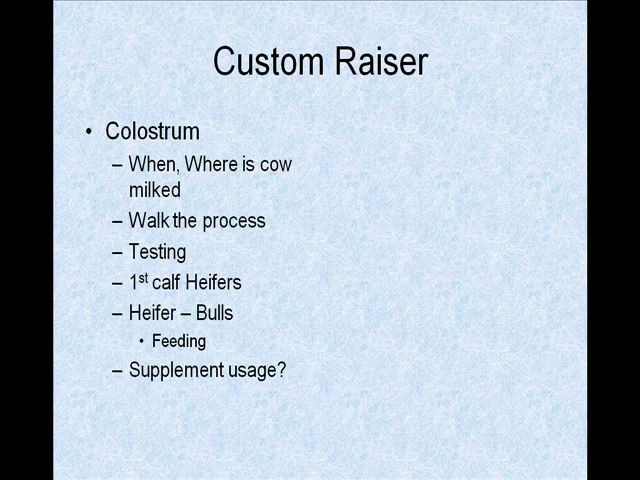 Custom Raiser
• Colostrum
– When, Where is cow
milked
– Walk the process
– Testing
– 1st calf Heifers
– Heifer – Bulls
• Feeding
– Supplement usage?